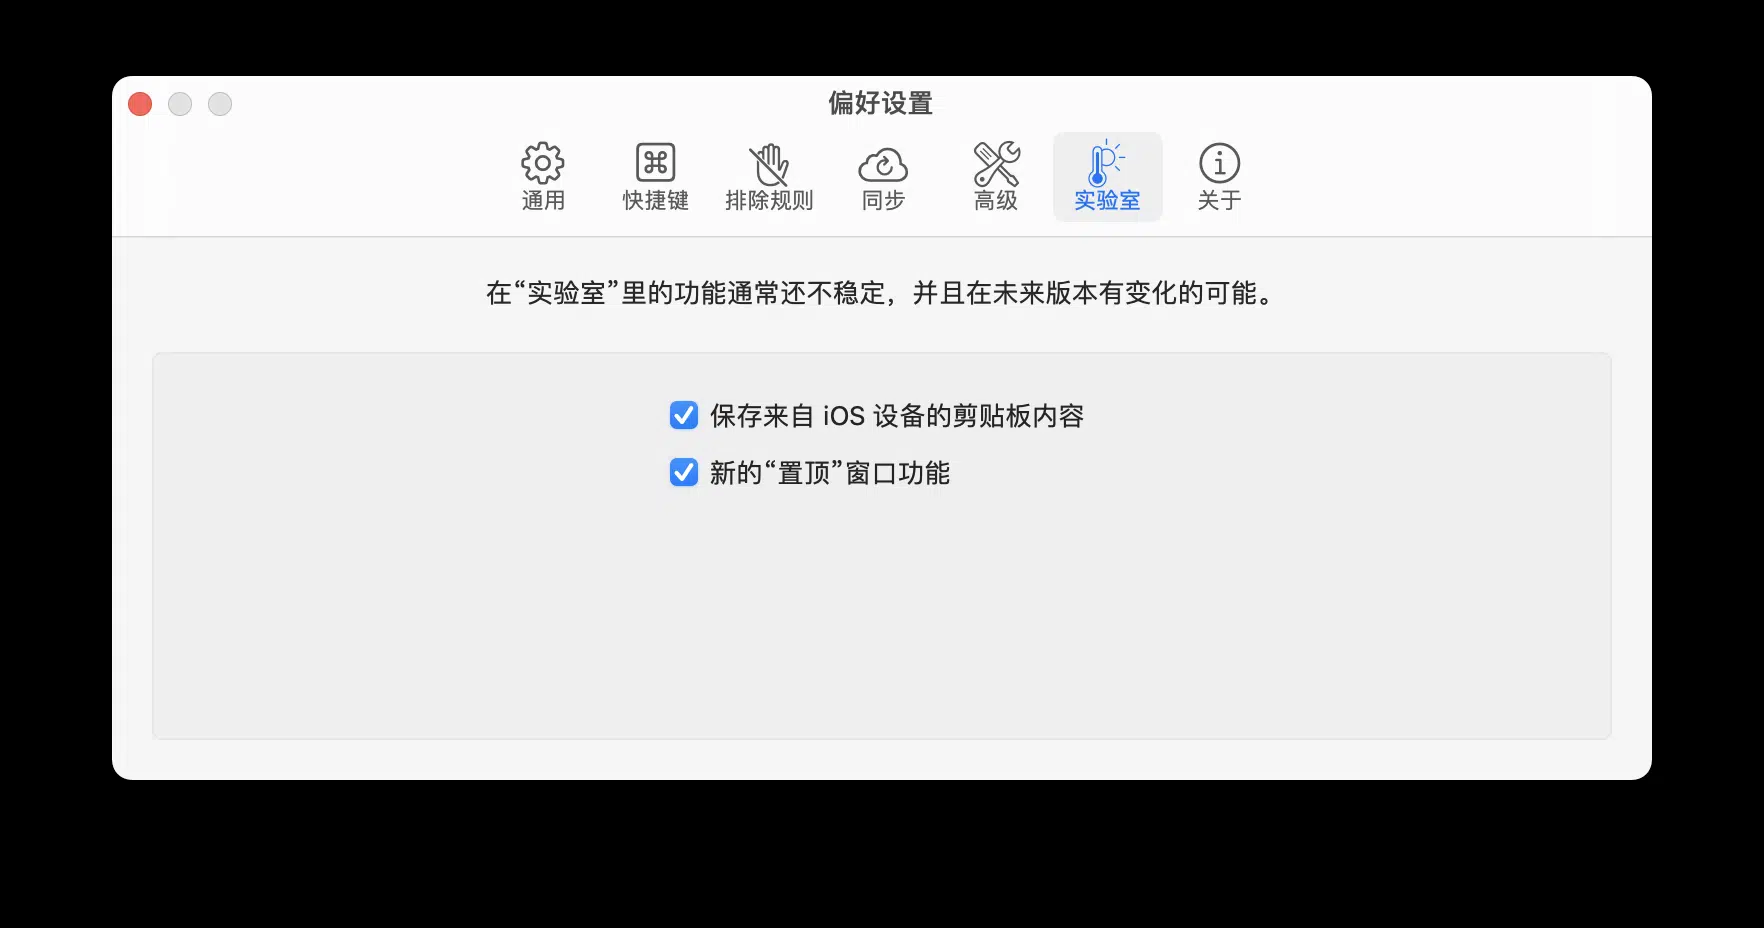 偏好设置
通用 快捷键 排除规则 同步 高级 实验室 关于
在“实验室”里的功能通常还不稳定，并且在未来版本有变化的可能。
保存来自 iOS 设备的剪贴板内容
新的“置顶”窗口功能